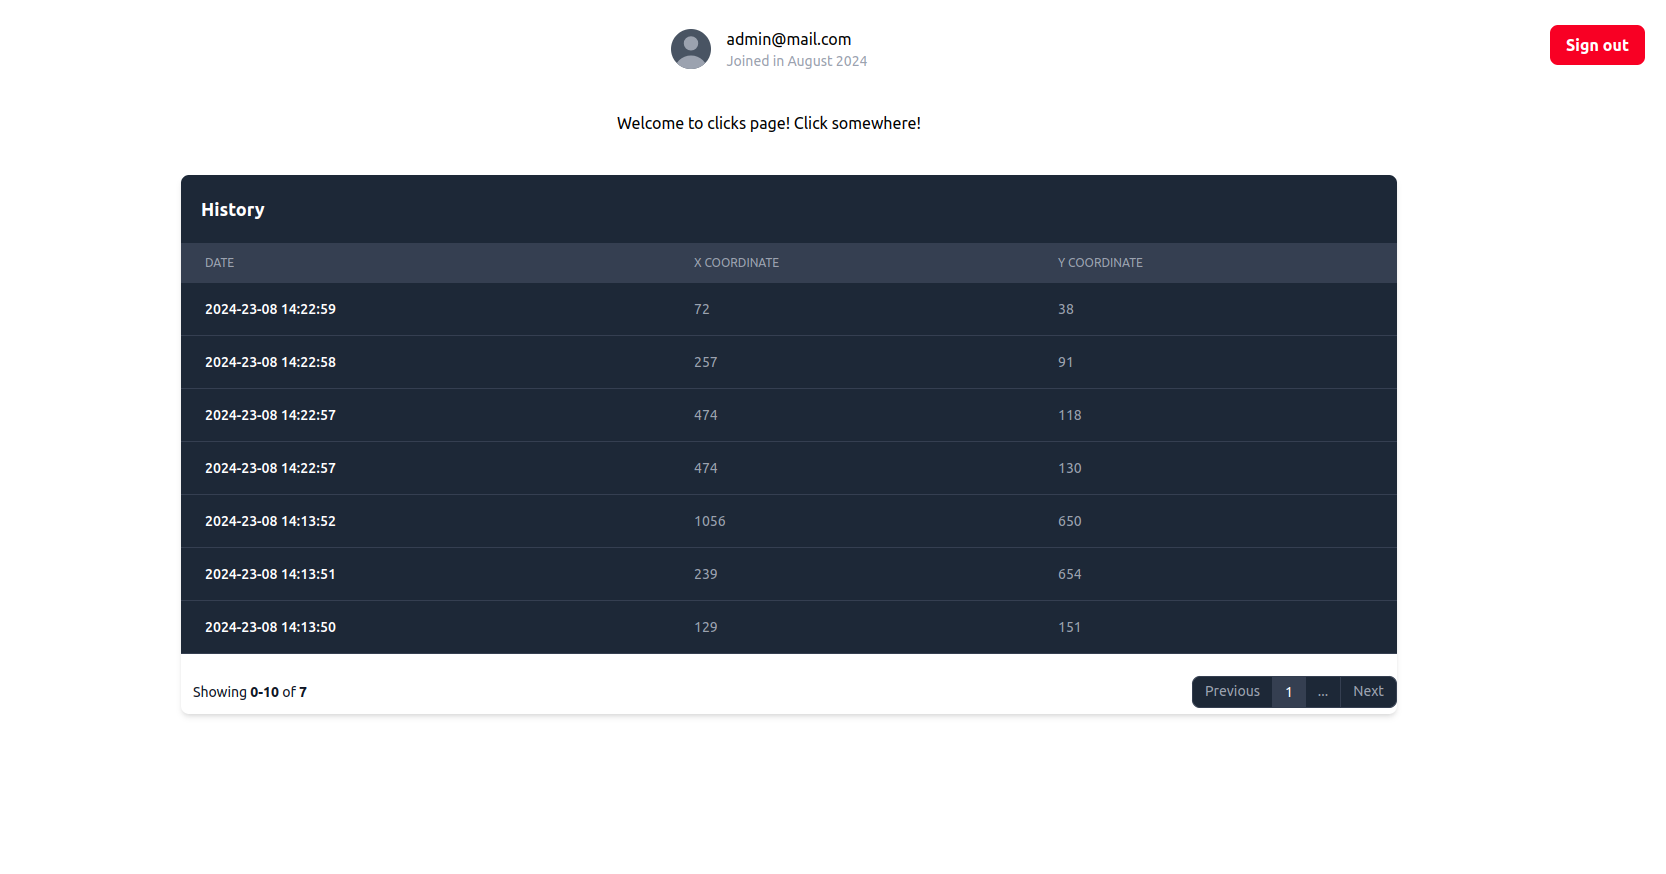 admin@mail.com
Joined in August 2024
Sign out
Welcome to clicks page! Click somewhere!
History
DATE X COORDINATE Y COORDINATE
2024-23-08 14:22:59 72 38
2024-23-08 14:22:58 257 91
2024-23-08 14:22:57 474 118
2024-23-08 14:22:57 474 130
2024-23-08 14:13:52 1056 650
2024-23-08 14:13:51 239 654
2024-23-08 14:13:50 129 151
Showing 0-10 of 7 Previous 1 ... Next